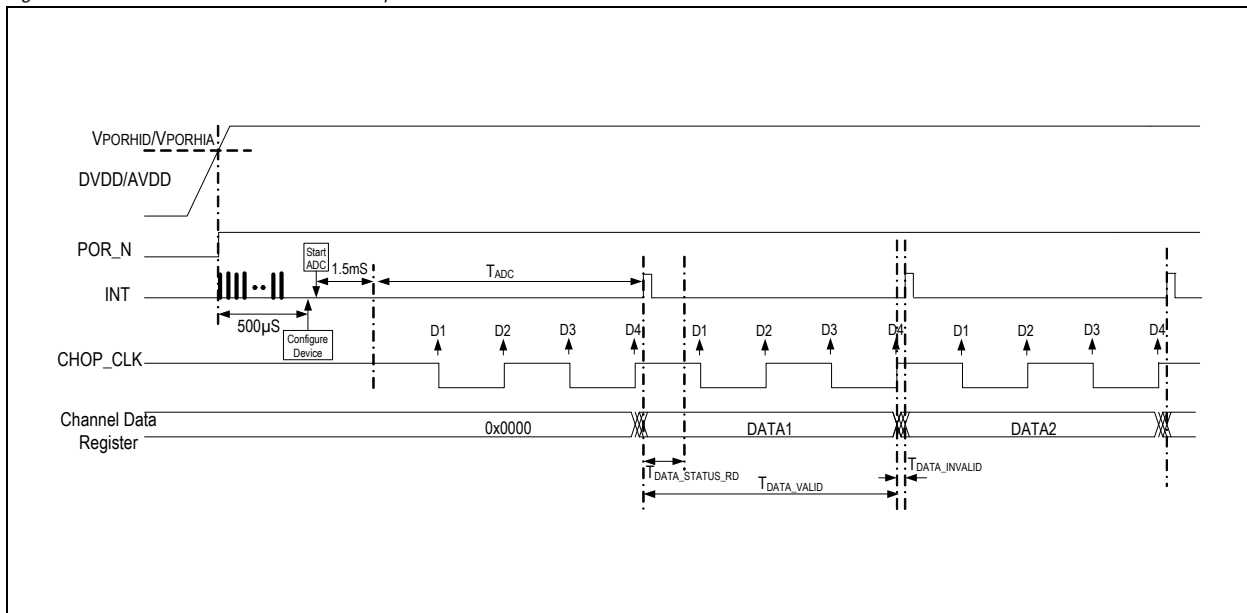 VPORHID/VPORHIA
DVDD/AVDD
POR_N
Start
ADC
1.5mS
TADC
INT
500µS
Configure
Device
D1 D2 D3 D4 D1 D2 D3 D4 D1 D2 D3 D4
CHOP_CLK
Channel Data
Register
0x0000 DATA1 DATA2
TDATA_STATUS_RD
TDATA_VALID
TDATA_INVALID